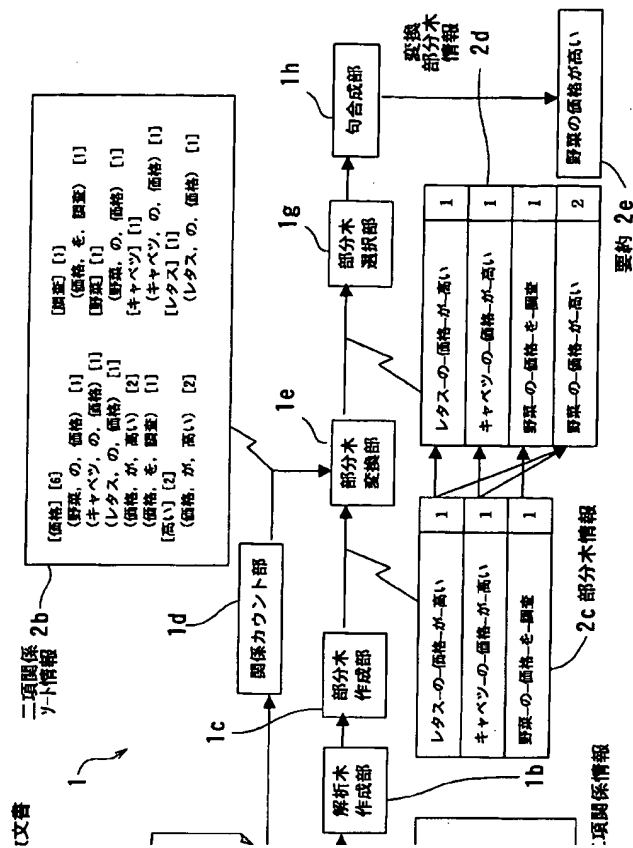 文書
1
二項関係
ソート情報
2b
[価格] [6]
(野菜, の, 価格) [1]
(キャベツ, の, 価格) [1]
(レタス, の, 価格) [1]
(価格, が, 高い) [2]
(価格, を, 調査) [1]
[高い] [2]
(価格, が, 高い) [2]
[調査] [1]
(価格, を, 調査) [1]
[野菜] [1]
(野菜, の, 価格) [1]
[キャベツ] [1]
(キャベツ, の, 価格) [1]
[レタス] [1]
(レタス, の, 価格) [1]
1d
関係カウント部
1b
解析木
作成部
1c
部分木
作成部
1e
部分木
変換部
1g
部分木
選択部
1h
句合成部
項関係情報
レタス-の-価格-が-高い 1
キャベツ-の-価格-が-高い 1
野菜-の-価格-を-調査 1
2c 部分木情報
レタス-の-価格-が-高い 1
キャベツ-の-価格-が-高い 1
野菜-の-価格-を-調査 1
野菜-の-価格-が-高い 2
変換
部分木
情報
2d
野菜の価格が高い
要約 2e